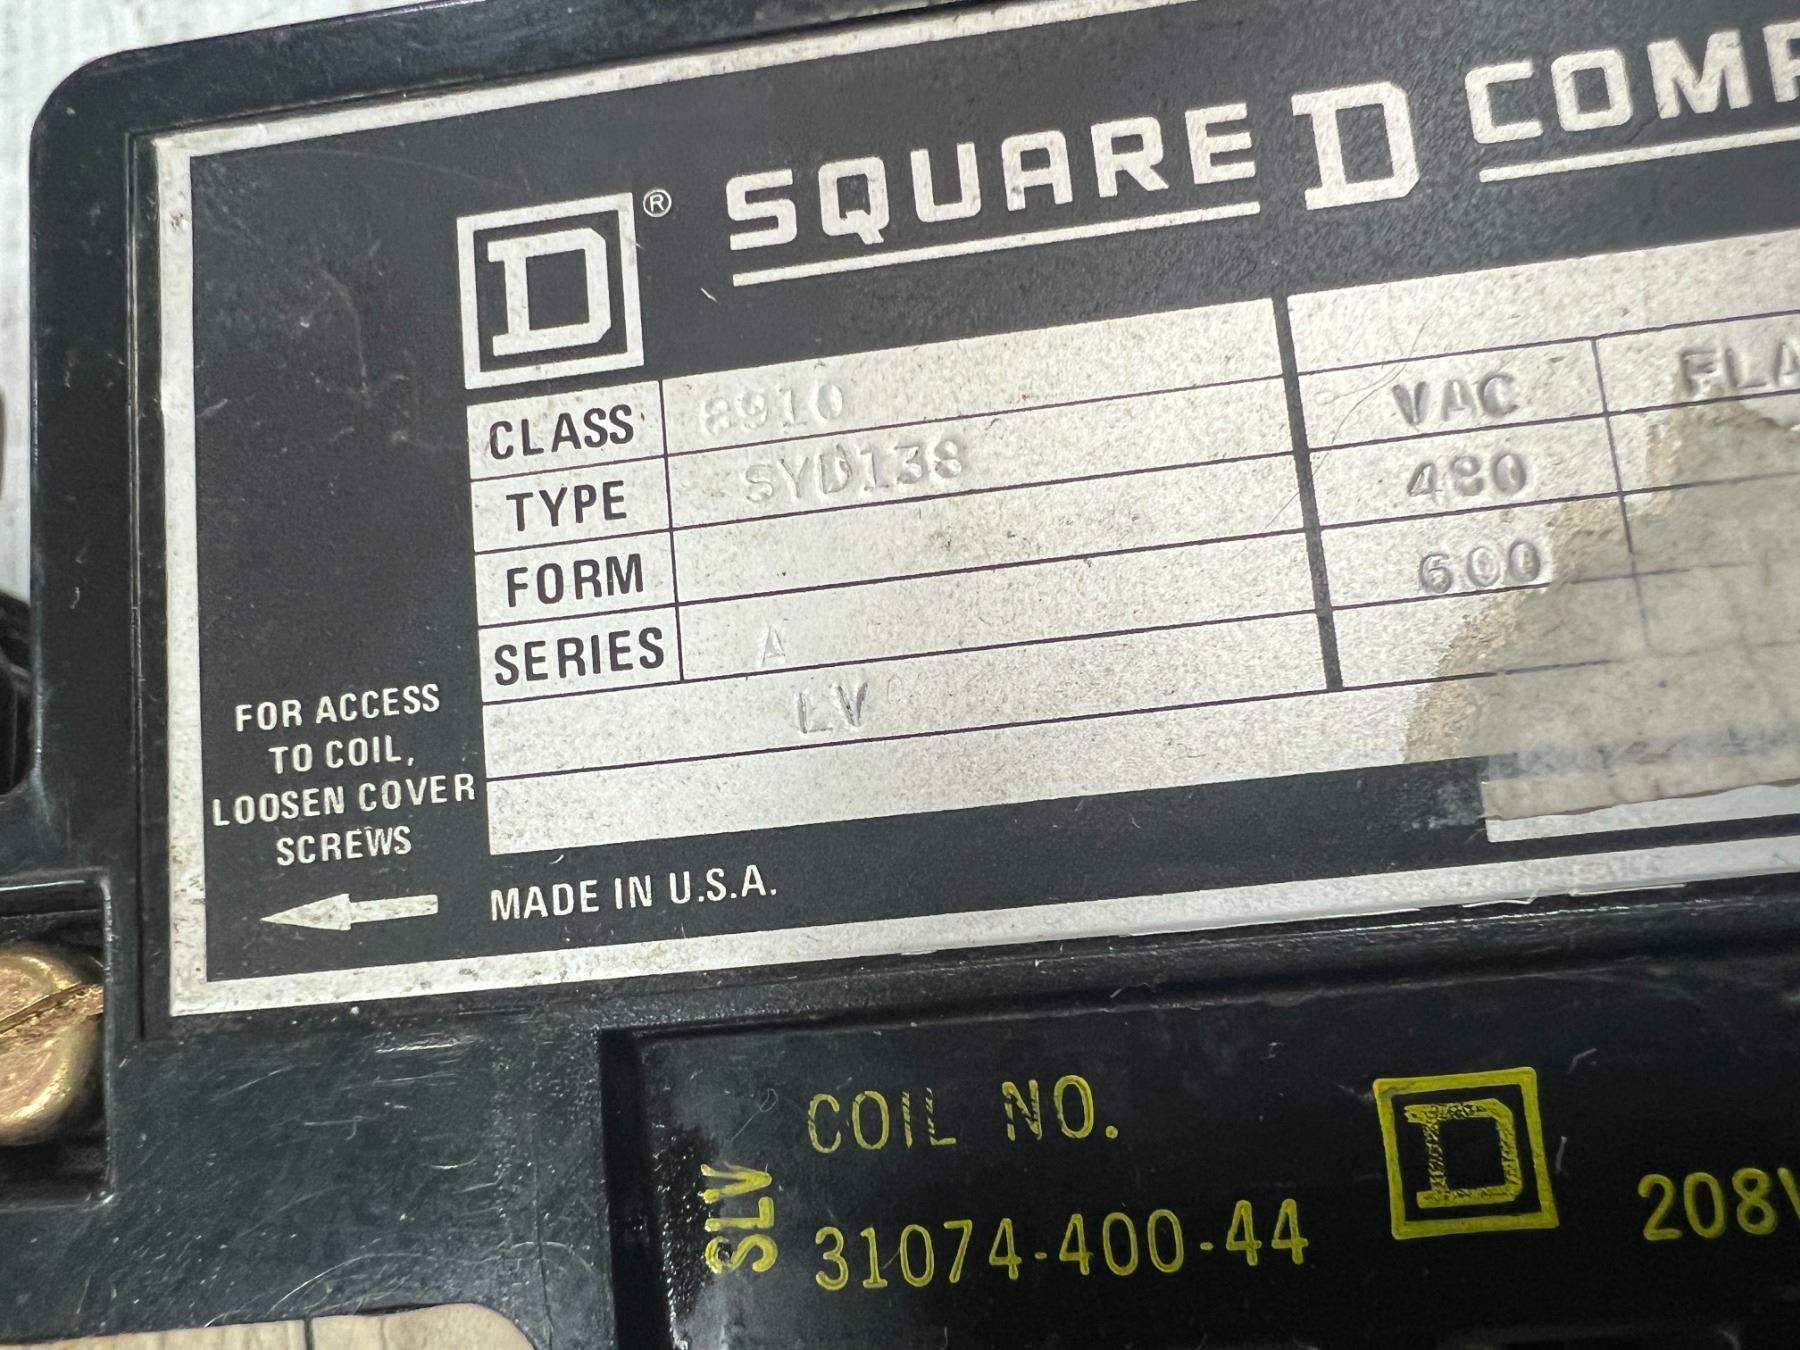 D® SQUARE D COMP
CLASS 8910
TYPE SYD138
FORM
SERIES A
LV
VAC FLA
480
600
FOR ACCESS
TO COIL,
LOOSEN COVER
SCREWS
MADE IN U.S.A.
SLV
COIL NO.
31074-400-44
D
208V